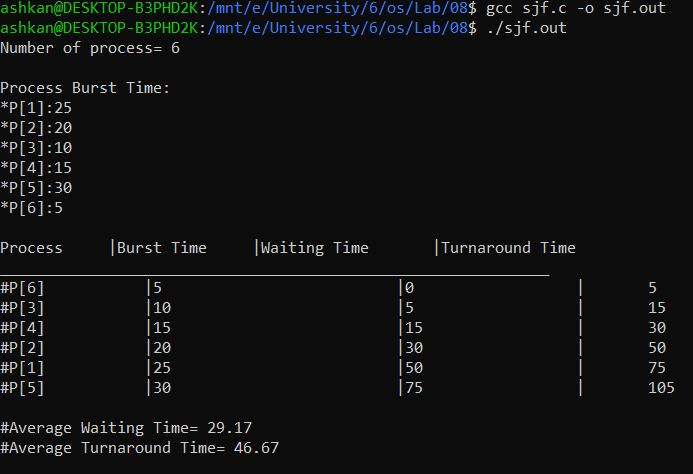 ashkan@DESKTOP-B3PHD2K:/mnt/e/University/6/os/Lab/08$ gcc sjf.c -o sjf.out
ashkan@DESKTOP-B3PHD2K:/mnt/e/University/6/os/Lab/08$ ./sjf.out
Number of process= 6
Process Burst Time:
*P[1]:25
*P[2]:20
*P[3]:10
*P[4]:15
*P[5]:30
*P[6]:5
Process |Burst Time |Waiting Time |Turnaround Time
_____________________________________________________________
#P[6] |5 |0 | 5
#P[3] |10 |5 | 15
#P[4] |15 |15 | 30
#P[2] |20 |30 | 50
#P[1] |25 |50 | 75
#P[5] |30 |75 | 105
#Average Waiting Time= 29.17
#Average Turnaround Time= 46.67